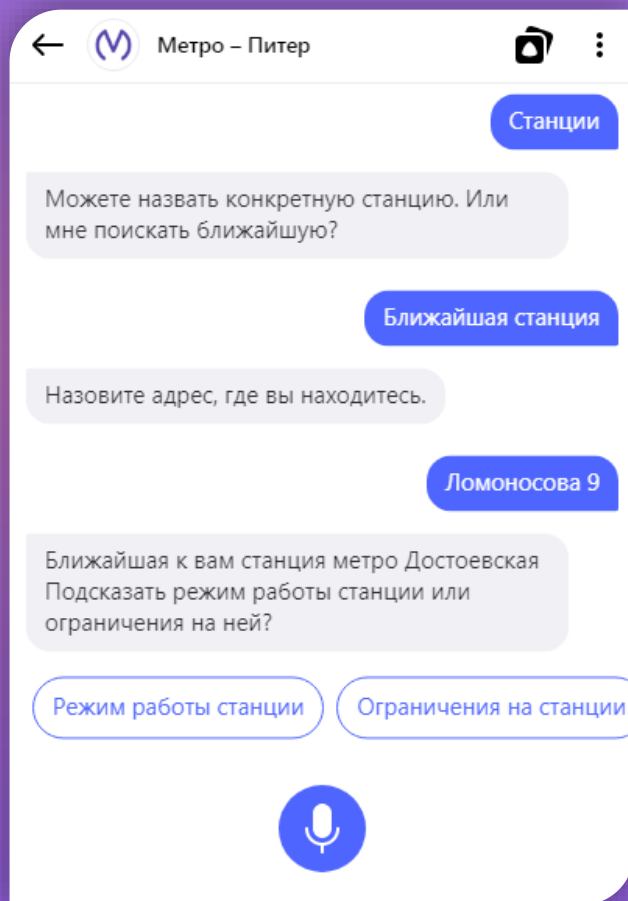 Метро – Питер
Станции
Можете назвать конкретную станцию. Или
мне поискать ближайшую?
Ближайшая станция
Назовите адрес, где вы находитесь.
Ломоносова 9
Ближайшая к вам станция метро Достоевская
Подсказать режим работы станции или
ограничения на ней?
Режим работы станции
Ограничения на станции